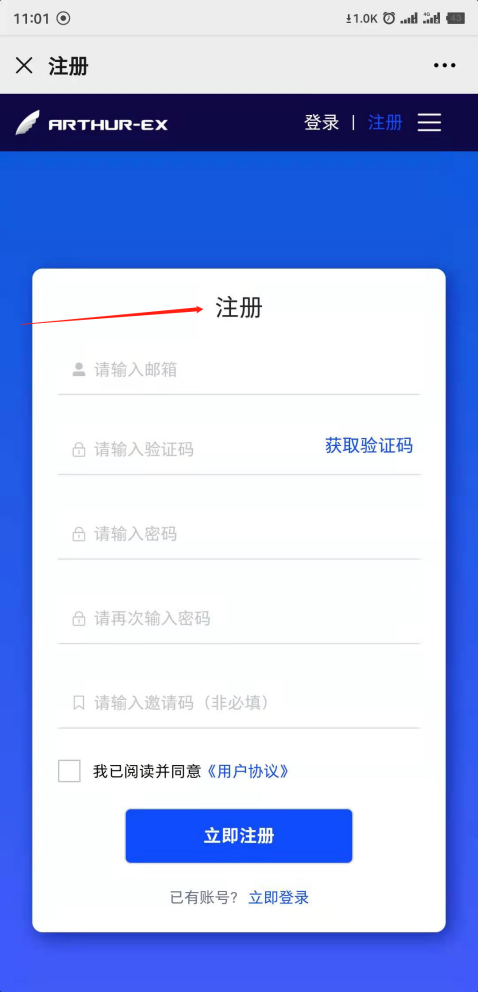 11:01
1.0K 4G 43
注册
ARTHUR-EX
登录 | 注册
注册
请输入邮箱
请输入验证码
获取验证码
请输入密码
请再次输入密码
请输入邀请码（非必填）
我已阅读并同意《用户协议》
立即注册
已有账号? 立即登录